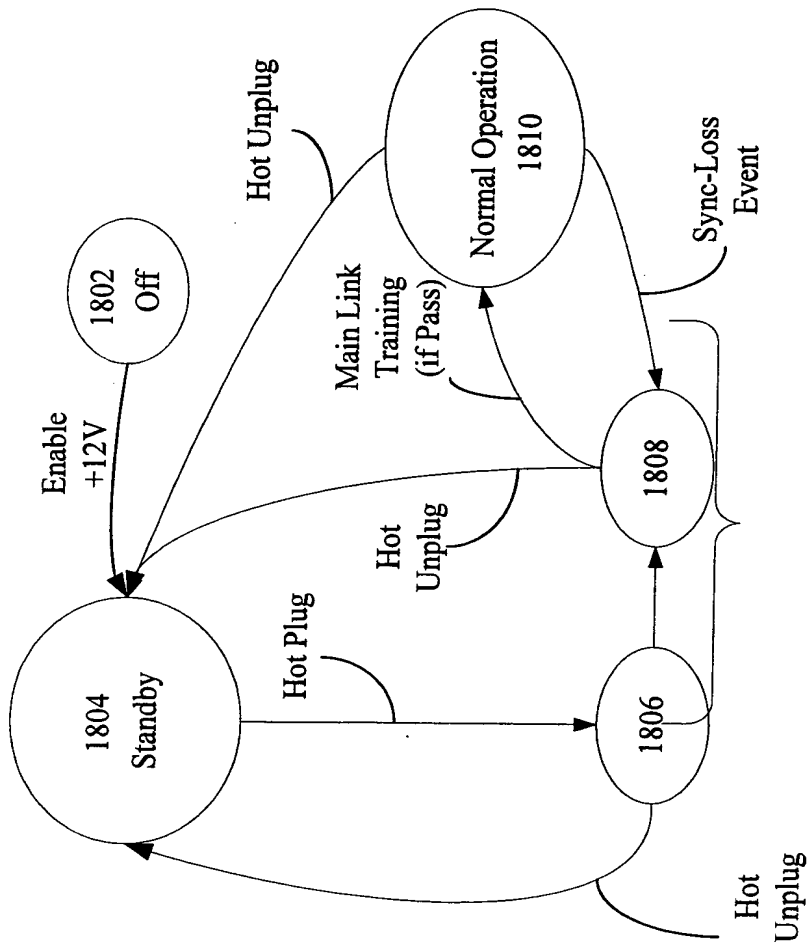 1802
Off
Enable
+12V
1804
Standby
Hot Unplug
Normal Operation
1810
Main Link
Training
(if Pass)
Sync-Loss
Event
Hot
Unplug
1808
Hot Plug
1806
Hot
Unplug